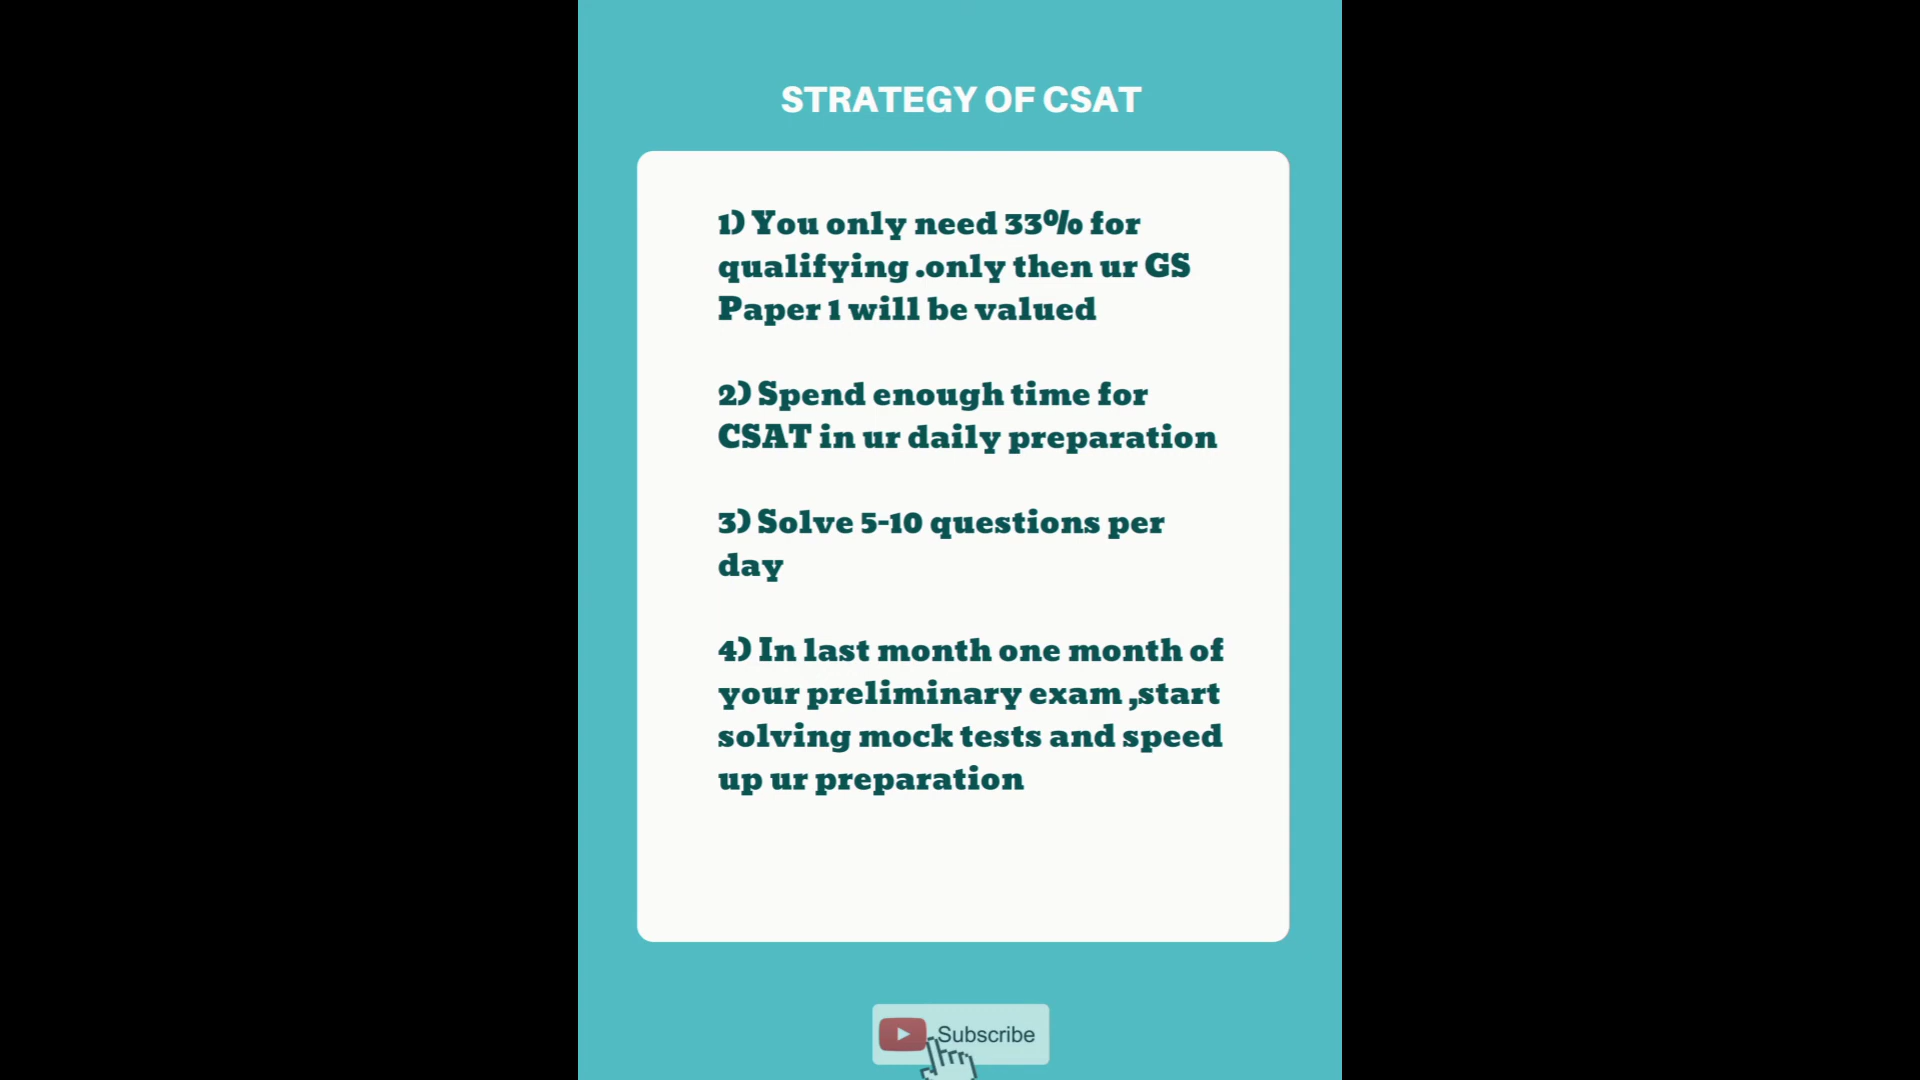 STRATEGY OF CSAT
1) You only need 33% for
qualifying .only then ur GS
Paper 1 will be valued
2) Spend enough time for
CSAT in ur daily preparation
3) Solve 5-10 questions per
day
4) In last month one month of
your preliminary exam ,start
solving mock tests and speed
up ur preparation
Subscribe